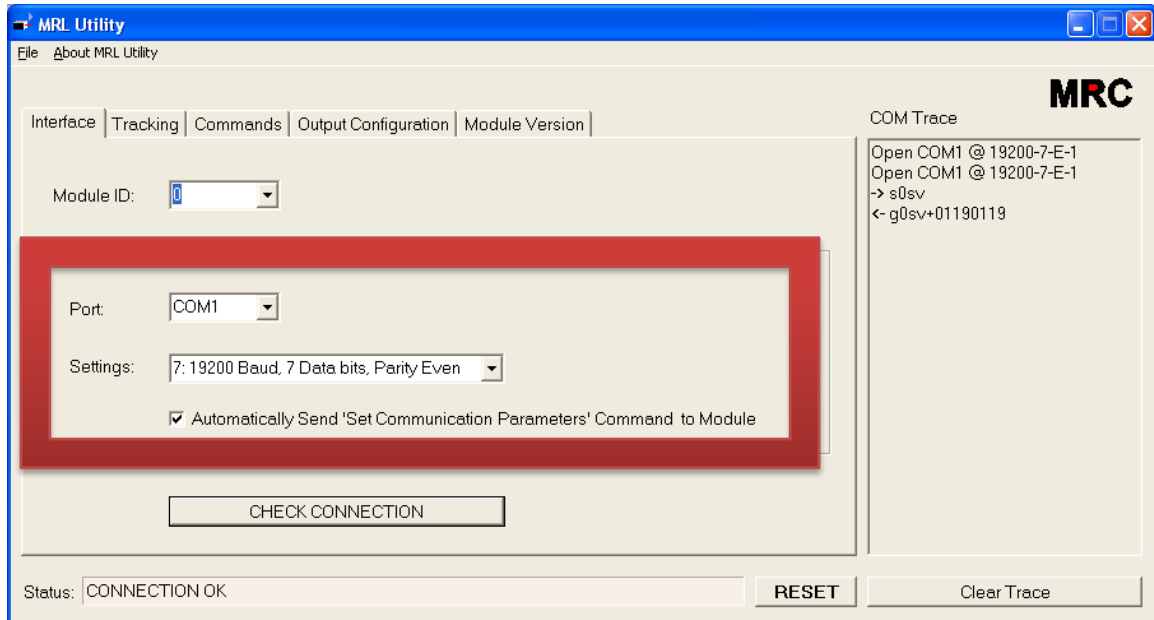 MRL Utility
File About MRL Utility
MRC
Interface Tracking Commands Output Configuration Module Version
Module ID: 0
Port: COM1
Settings: 7: 19200 Baud, 7 Data bits, Parity Even
Automatically Send 'Set Communication Parameters' Command to Module
CHECK CONNECTION
COM Trace
Open COM1 @ 19200-7-E-1
Open COM1 @ 19200-7-E-1
-> s0sv
<- g0sv+01190119
Status: CONNECTION OK
RESET
Clear Trace